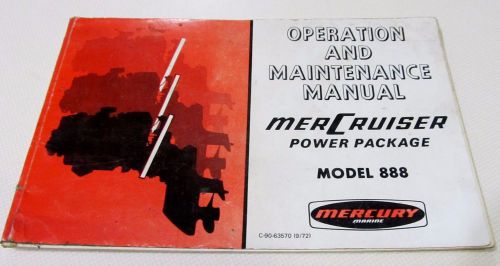 OPERATION
AND
MAINTENANCE
MANUAL
MERCRUISER
POWER PACKAGE
MODEL 888
MERCURY
MARINE
C-90-63570 (9/72)